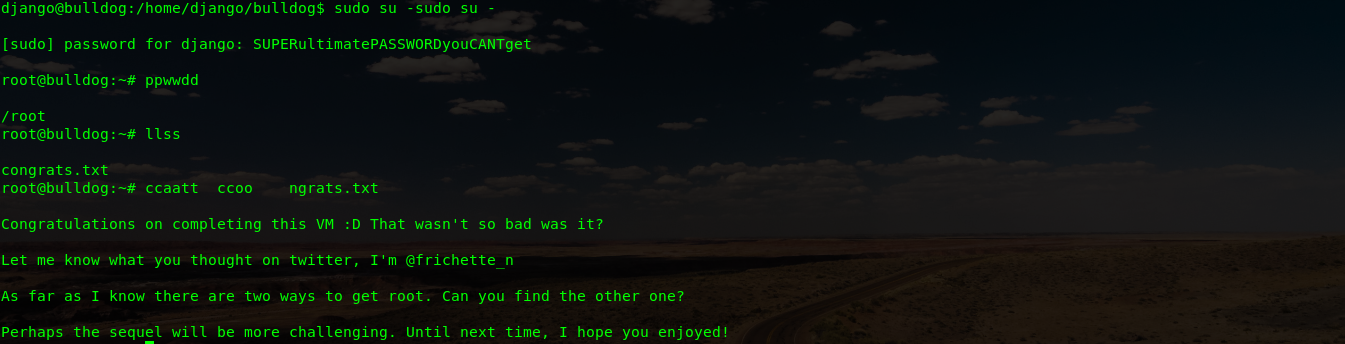 django@bulldog:/home/django/bulldog$ sudo su -sudo su -
[sudo] password for django: SUPERultimatePASSWORDyouCANTget
root@bulldog:~# ppwwdd
/root
root@bulldog:~# llss
congrats.txt
root@bulldog:~# ccaatt  ccoo    ngrats.txt
Congratulations on completing this VM :D That wasn't so bad was it?
Let me know what you thought on twitter, I'm @frichette_n
As far as I know there are two ways to get root. Can you find the other one?
Perhaps the sequel will be more challenging. Until next time, I hope you enjoyed!